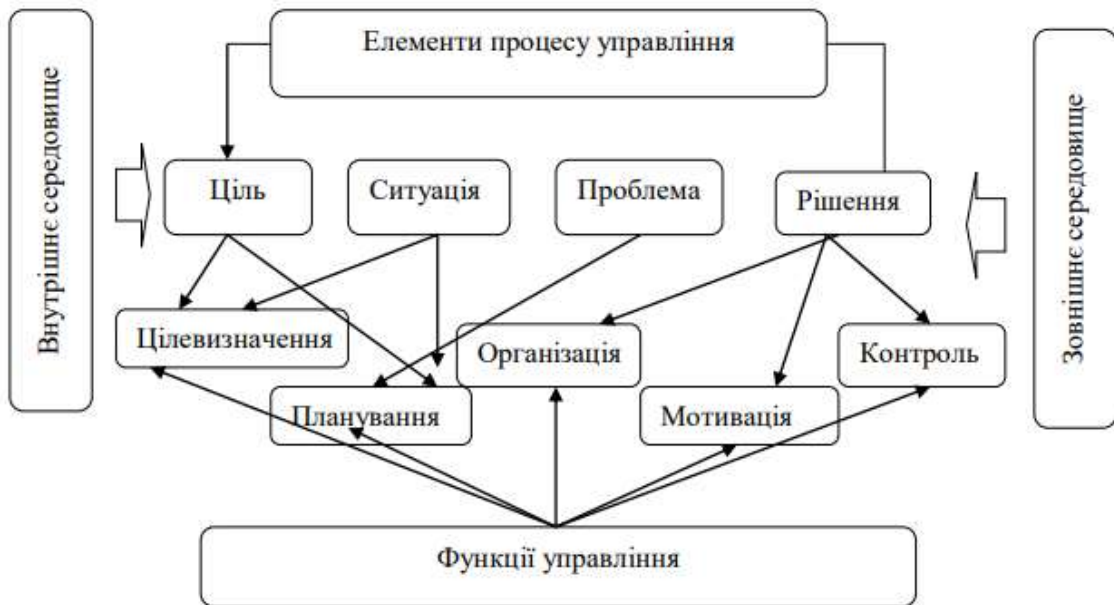 Елементи процесу управління
Внутрішнє середовище
Зовнішнє середовище
Ціль
Ситуація
Проблема
Рішення
Цілевизначення
Організація
Контроль
Планування
Мотивація
Функції управління